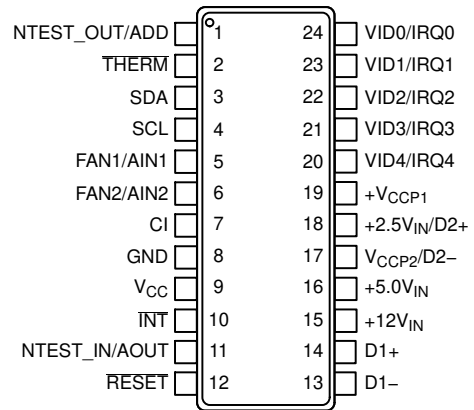 NTEST_OUT/ADD 1 24 VID0/IRQ0
THERM 2 23 VID1/IRQ1
SDA 3 22 VID2/IRQ2
SCL 4 21 VID3/IRQ3
FAN1/AIN1 5 20 VID4/IRQ4
FAN2/AIN2 6 19 +VCCP1
CI 7 18 +2.5VIN/D2+
GND 8 17 VCCP2/D2−
VCC 9 16 +5.0VIN
INT 10 15 +12VIN
NTEST_IN/AOUT 11 14 D1+
RESET 12 13 D1−